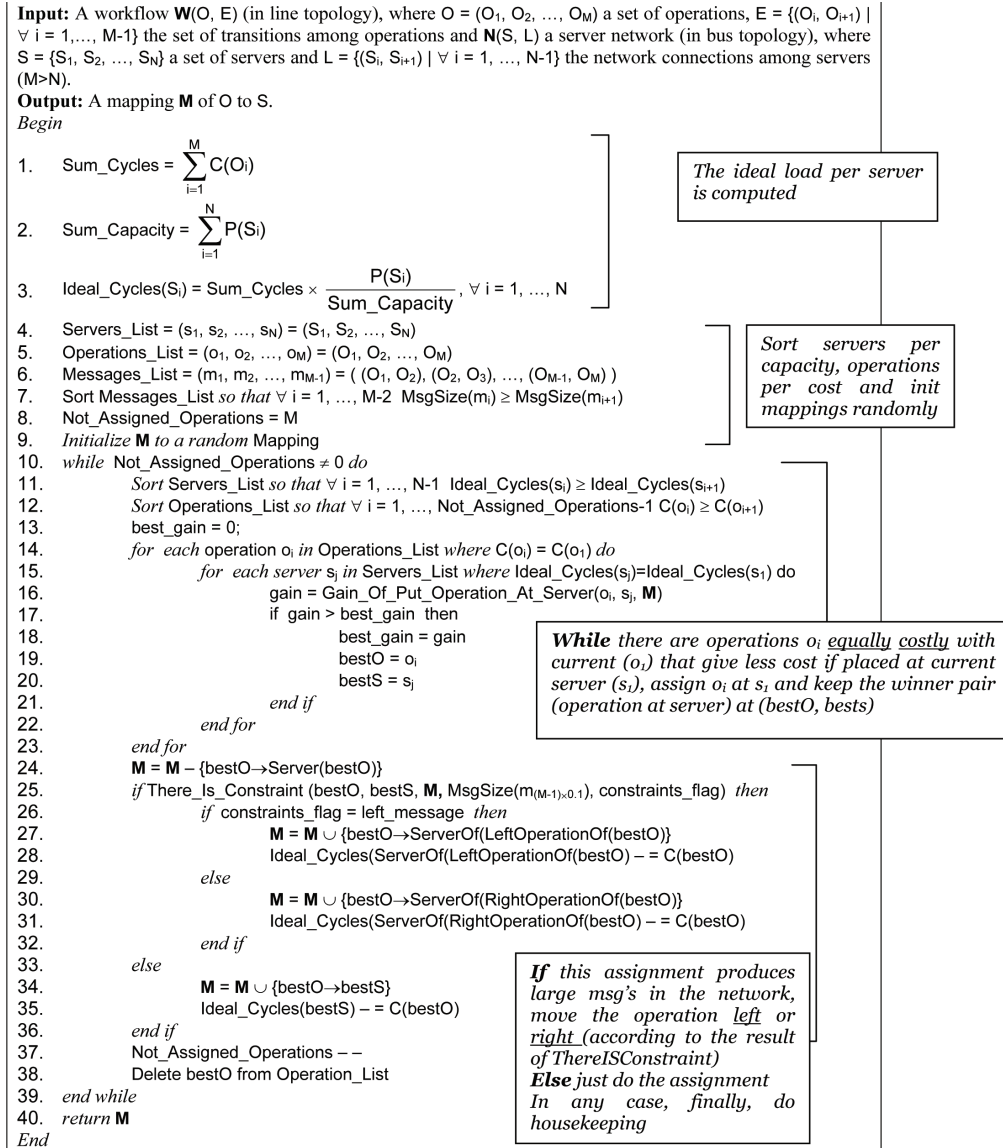 Input: A workflow W(O, E) (in line topology), where O = (O1, O2, …, OM) a set of operations, E = {(Oi, Oi+1) |
∀ i = 1,…, M-1} the set of transitions among operations and N(S, L) a server network (in bus topology), where
S = {S1, S2, …, SN} a set of servers and L = {(Si, Si+1) | ∀ i = 1, …, N-1} the network connections among servers
(M>N).
Output: A mapping M of O to S.
Begin
1. Sum_Cycles = ∑_{i=1}^{M} C(Oi)
2. Sum_Capacity = ∑_{i=1}^{N} P(Si)
3. Ideal_Cycles(Si) = Sum_Cycles × P(Si) / Sum_Capacity , ∀ i = 1, …, N
The ideal load per server
is computed
4. Servers_List = (s1, s2, …, sN) = (S1, S2, …, SN)
5. Operations_List = (o1, o2, …, oM) = (O1, O2, …, OM)
6. Messages_List = (m1, m2, …, mM-1) = ( (O1, O2), (O2, O3), …, (OM-1, OM) )
7. Sort Messages_List so that ∀ i = 1, …, M-2 MsgSize(mi) ≥ MsgSize(mi+1)
8. Not_Assigned_Operations = M
9. Initialize M to a random Mapping
Sort servers per
capacity, operations
per cost and init
mappings randomly
10. while Not_Assigned_Operations ≠ 0 do
11. Sort Servers_List so that ∀ i = 1, …, N-1 Ideal_Cycles(si) ≥ Ideal_Cycles(si+1)
12. Sort Operations_List so that ∀ i = 1, …, Not_Assigned_Operations-1 C(oi) ≥ C(oi+1)
13. best_gain = 0;
14. for each operation oi in Operations_List where C(oi) = C(o1) do
15. for each server sj in Servers_List where Ideal_Cycles(sj)=Ideal_Cycles(s1) do
16. gain = Gain_Of_Put_Operation_At_Server(oi, sj, M)
17. if gain > best_gain then
18. best_gain = gain
19. bestO = oi
20. bestS = sj
21. end if
22. end for
23. end for
While there are operations oi equally costly with
current (o1) that give less cost if placed at current
server (s1), assign oi at s1 and keep the winner pair
(operation at server) at (bestO, bests)
24. M = M – {bestO→Server(bestO)}
25. if There_Is_Constraint (bestO, bestS, M, MsgSize(m(M-1)×0.1), constraints_flag) then
26. if constraints_flag = left_message then
27. M = M ∪ {bestO→ServerOf(LeftOperationOf(bestO)}
28. Ideal_Cycles(ServerOf(LeftOperationOf(bestO) – = C(bestO)
29. else
30. M = M ∪ {bestO→ServerOf(RightOperationOf(bestO)}
31. Ideal_Cycles(ServerOf(RightOperationOf(bestO) – = C(bestO)
32. end if
33. else
34. M = M ∪ {bestO→bestS}
35. Ideal_Cycles(bestS) – = C(bestO)
36. end if
37. Not_Assigned_Operations – –
38. Delete bestO from Operation_List
39. end while
40. return M
End
If this assignment produces
large msg's in the network,
move the operation left or
right (according to the result
of ThereISConstraint)
Else just do the assignment
In any case, finally, do
housekeeping